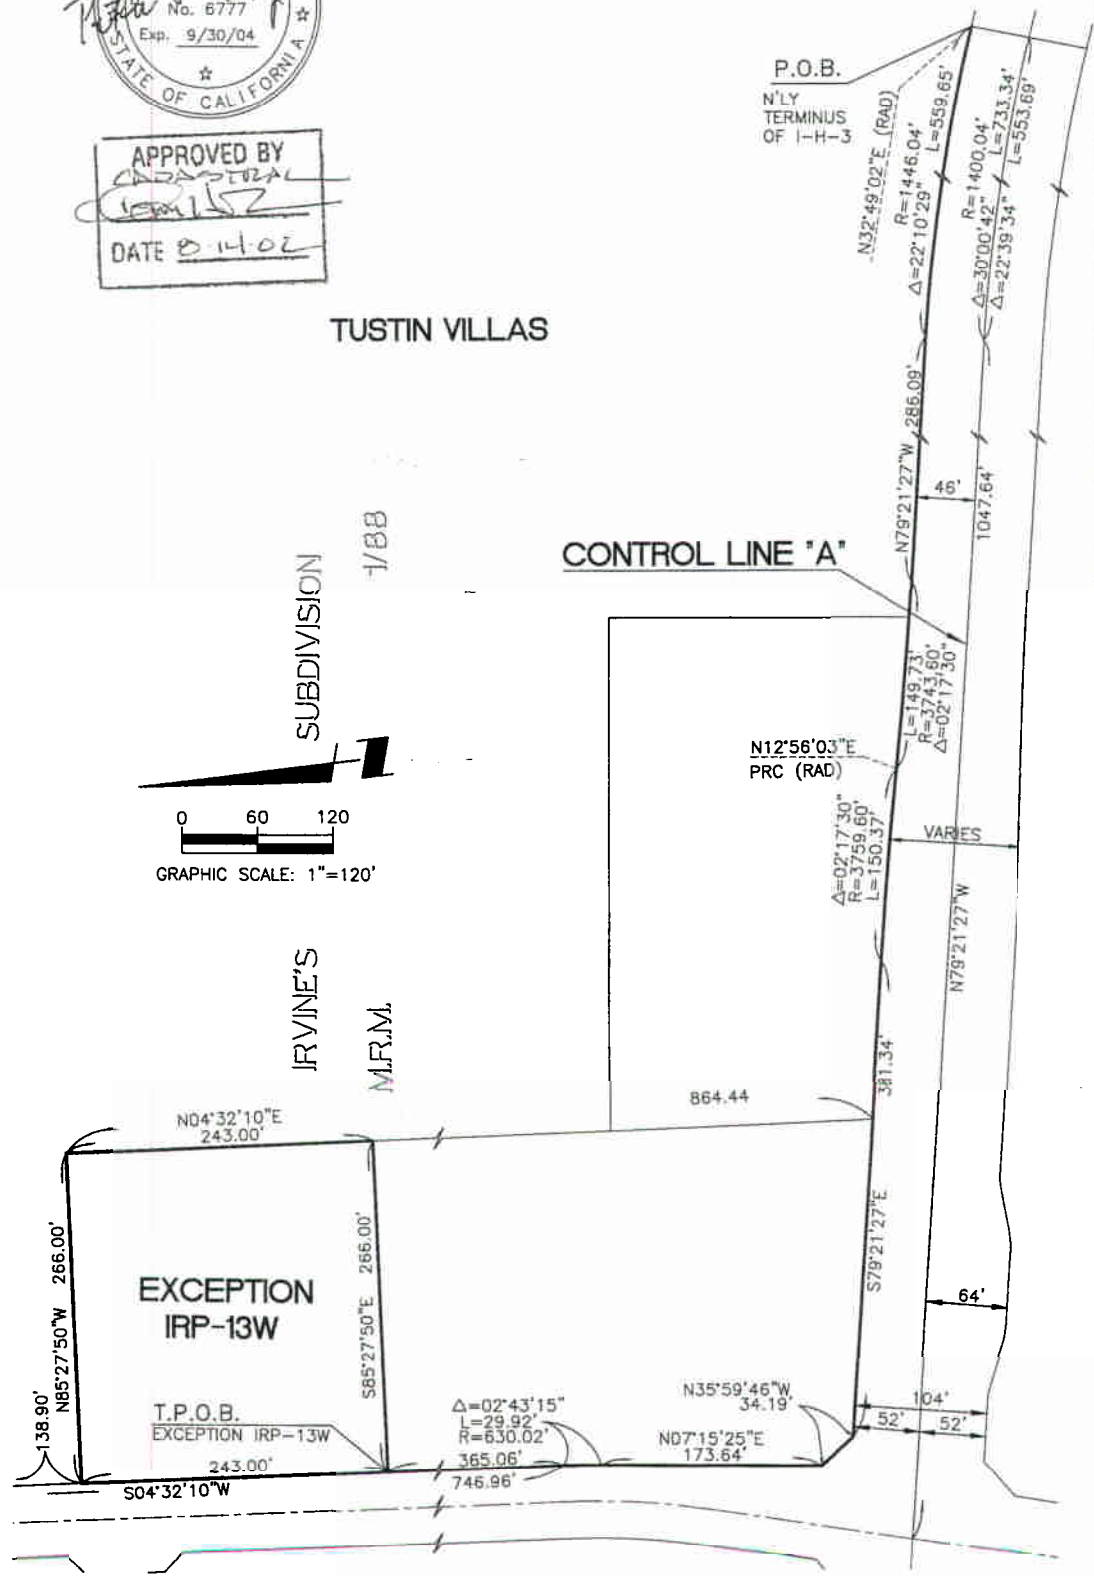 No. 6777
Exp. 9/30/04
STATE OF CALIFORNIA
APPROVED BY
CADASTRAL
DATE 8-14-02
P.O.B.
N'LY
TERMINUS
OF I-H-3
N32°49'02"E (RAD)
R=1446.04'
Δ=22°10'29" L=559.65'
R=1400.04'
Δ=30°00'42" L=733.34'
Δ=22°39'34" L=553.69'
TUSTIN VILLAS
N79°21'27"W 286.09'
46'
1047.64'
CONTROL LINE "A"
SUBDIVISION
1/88
L=149.73'
R=3743.60'
Δ=02°17'30"
N12°56'03"E
PRC (RAD)
0 60 120
GRAPHIC SCALE: 1"=120'
Δ=02°17'30"
R=3759.60'
L=150.37'
VARIES
N79°21'27"W
IRVINE'S
M.R.M.
381.34'
864.44
N04°32'10"E
243.00'
N85°27'50"W 266.00'
S85°27'50"E 266.00'
EXCEPTION
IRP-13W
S79°21'27"E
64'
138.90'
T.P.O.B.
EXCEPTION IRP-13W
Δ=02°43'15"
L=29.92'
R=630.02'
N35°59'46"W
34.19'
104'
52' 52'
N07°15'25"E
173.64'
243.00'
365.06'
S04°32'10"W
746.96'